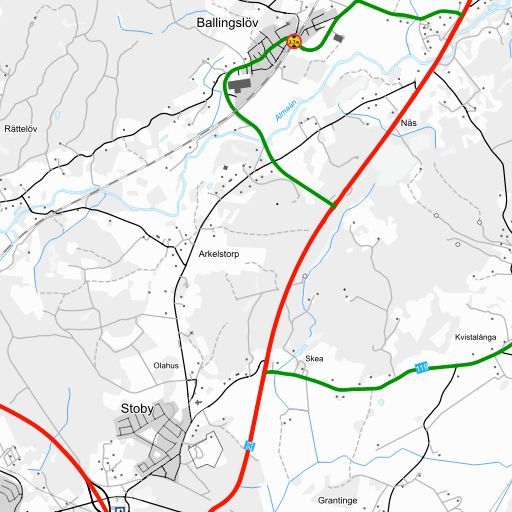 Ballingslöv
Almaån
Näs
Rättelöv
Arkelstorp
Kvistalånga
Skea
Olahus
Stoby
Grantinge